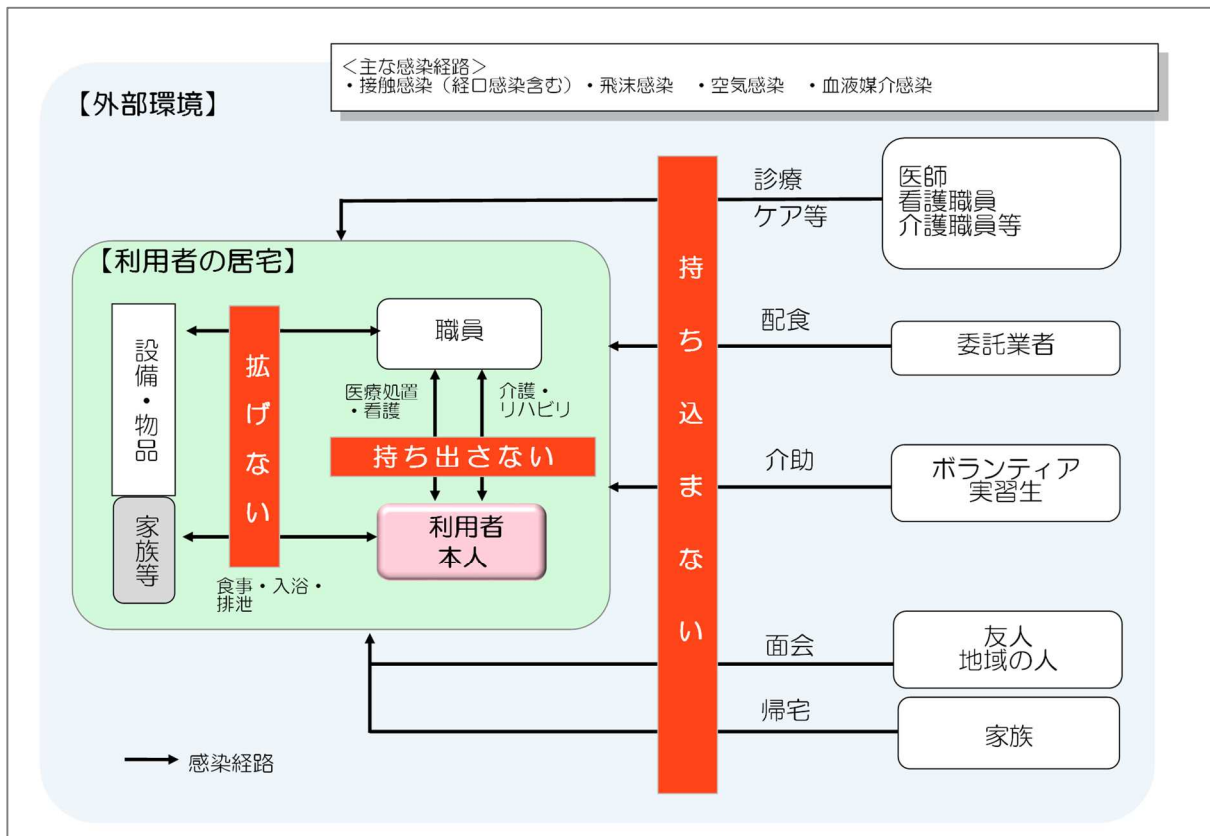 <主な感染経路>
・接触感染（経口感染含む）・飛沫感染　・空気感染　・血液媒介感染
【外部環境】
診療
ケア等
医師
看護職員
介護職員等
【利用者の居宅】
持ち込まない
設備・物品
拡げない
職員
配食
委託業者
医療処置
・看護
介護・
リハビリ
持ち出さない
介助
ボランティア
実習生
家族等
利用者
本人
食事・入浴・
排泄
面会
友人
地域の人
帰宅
家族
感染経路